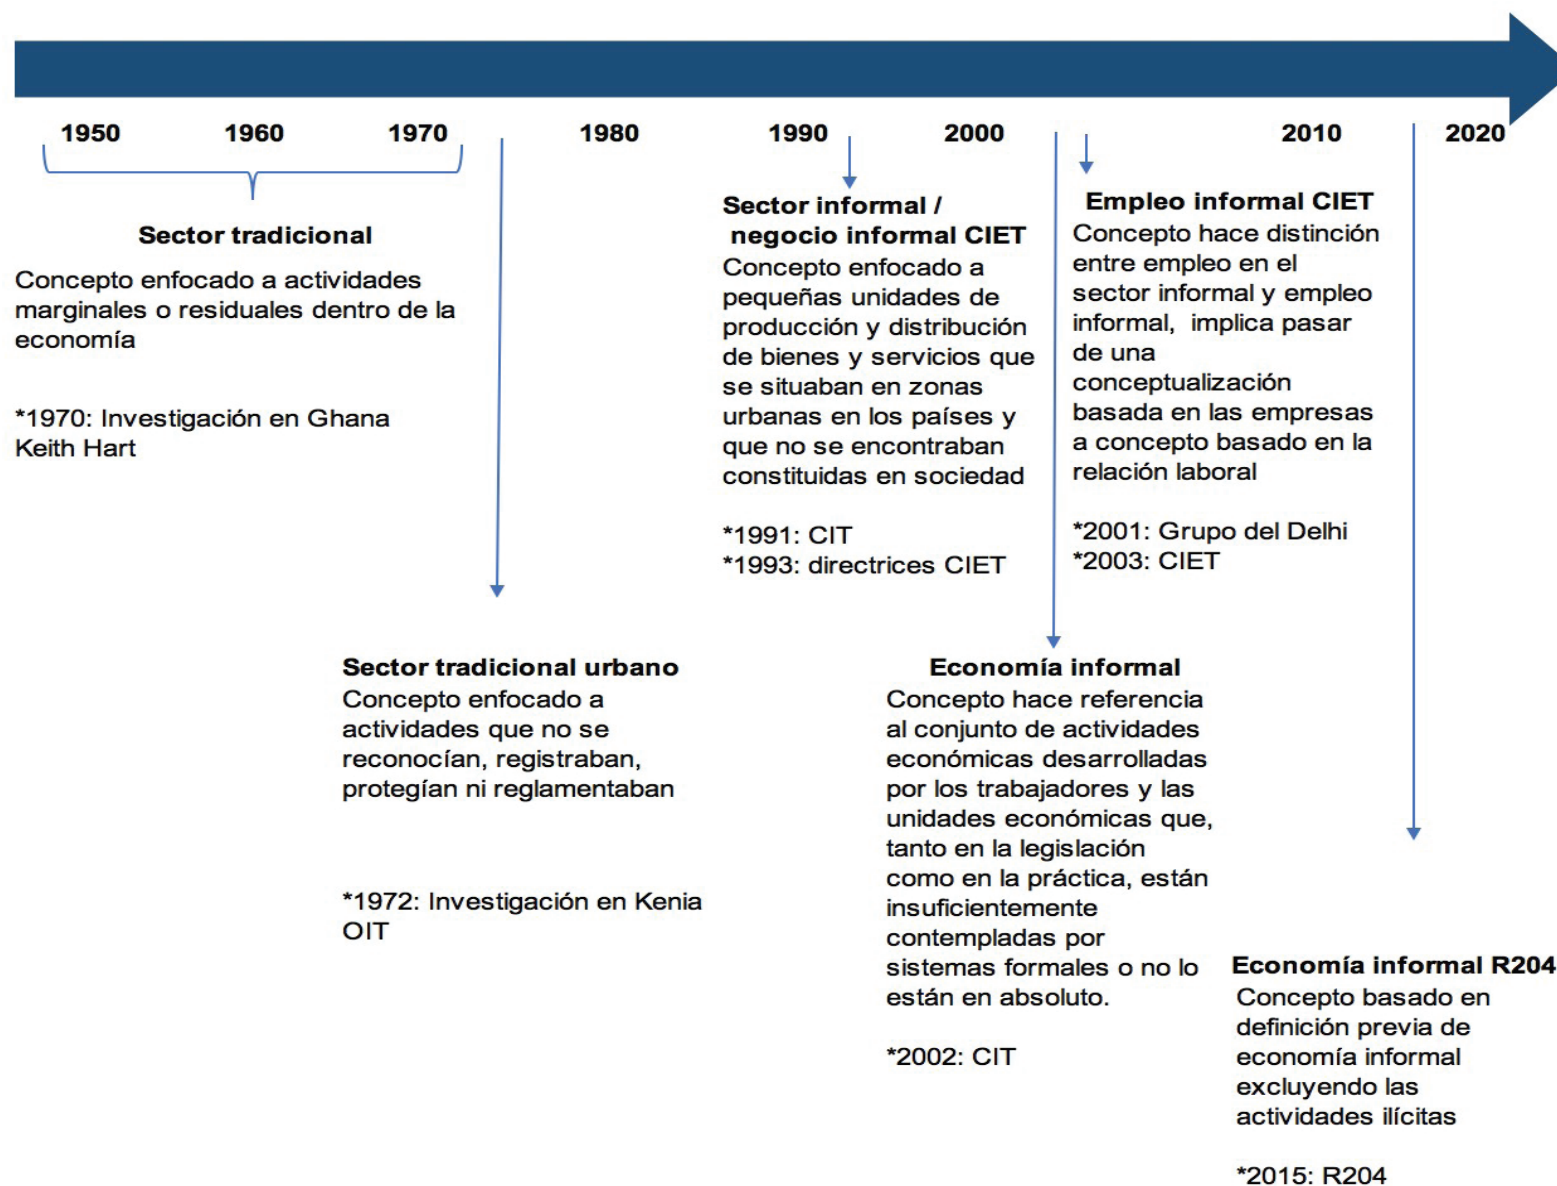 1950 1960 1970 1980 1990 2000 2010 2020
Sector tradicional
Concepto enfocado a actividades
marginales o residuales dentro de la
economía
*1970: Investigación en Ghana
Keith Hart
Sector tradicional urbano
Concepto enfocado a
actividades que no se
reconocían, registraban,
protegían ni reglamentaban
*1972: Investigación en Kenia
OIT
Sector informal /
negocio informal CIET
Concepto enfocado a
pequeñas unidades de
producción y distribución
de bienes y servicios que
se situaban en zonas
urbanas en los países y
que no se encontraban
constituidas en sociedad
*1991: CIT
*1993: directrices CIET
Economía informal
Concepto hace referencia
al conjunto de actividades
económicas desarrolladas
por los trabajadores y las
unidades económicas que,
tanto en la legislación
como en la práctica, están
insuficientemente
contempladas por
sistemas formales o no lo
están en absoluto.
*2002: CIT
Empleo informal CIET
Concepto hace distinción
entre empleo en el
sector informal y empleo
informal, implica pasar
de una
conceptualización
basada en las empresas
a concepto basado en la
relación laboral
*2001: Grupo del Delhi
*2003: CIET
Economía informal R204
Concepto basado en
definición previa de
economía informal
excluyendo las
actividades ilícitas
*2015: R204